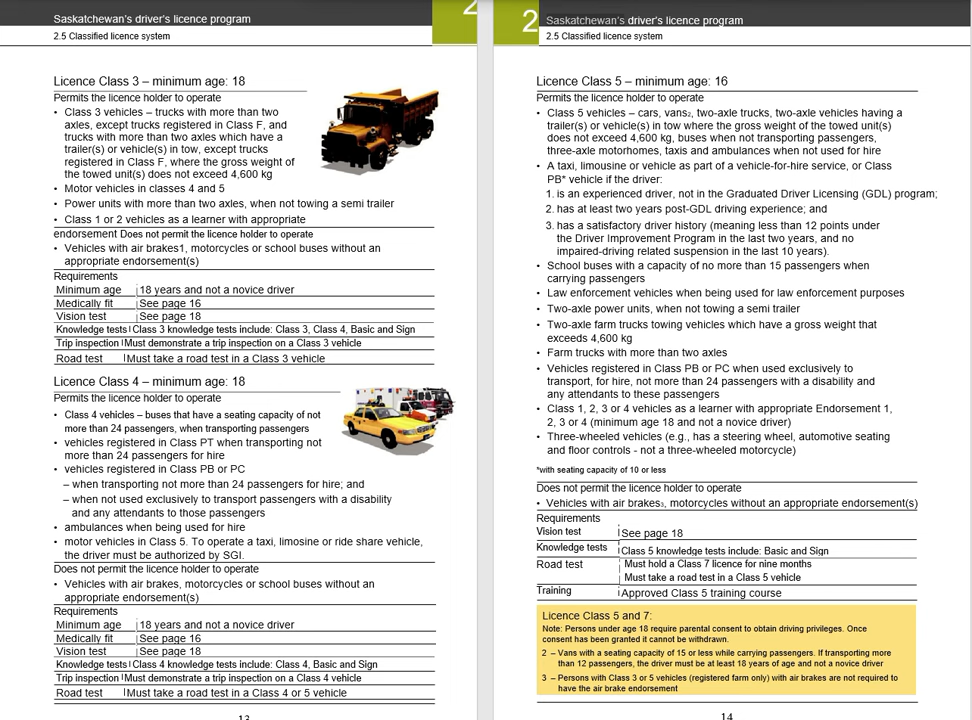 Saskatchewan's driver's licence program
2
2.5 Classified licence system
Licence Class 3 – minimum age: 18
Permits the licence holder to operate
• Class 3 vehicles – trucks with more than two
axles, except trucks registered in Class F, and
trucks with more than two axles which have a
trailer(s) or vehicle(s) in tow, except trucks
registered in Class F, where the gross weight of
the towed unit(s) does not exceed 4,600 kg
• Motor vehicles in classes 4 and 5
• Power units with more than two axles, when not towing a semi trailer
• Class 1 or 2 vehicles as a learner with appropriate
endorsement Does not permit the licence holder to operate
• Vehicles with air brakes1, motorcycles or school buses without an
appropriate endorsement(s)
Requirements
Minimum age 18 years and not a novice driver
Medically fit See page 16
Vision test See page 18
Knowledge tests Class 3 knowledge tests include: Class 3, Class 4, Basic and Sign
Trip inspection Must demonstrate a trip inspection on a Class 3 vehicle
Road test Must take a road test in a Class 3 vehicle
Licence Class 4 – minimum age: 18
Permits the licence holder to operate
• Class 4 vehicles – buses that have a seating capacity of not
more than 24 passengers, when transporting passengers
• vehicles registered in Class PT when transporting not
more than 24 passengers for hire
• vehicles registered in Class PB or PC
– when transporting not more than 24 passengers for hire; and
– when not used exclusively to transport passengers with a disability
and any attendants to those passengers
• ambulances when being used for hire
• motor vehicles in Class 5. To operate a taxi, limosine or ride share vehicle,
the driver must be authorized by SGI.
Does not permit the licence holder to operate
• Vehicles with air brakes, motorcycles or school buses without an
appropriate endorsement(s)
Requirements
Minimum age 18 years and not a novice driver
Medically fit See page 16
Vision test See page 18
Knowledge tests Class 4 knowledge tests include: Class 4, Basic and Sign
Trip inspection Must demonstrate a trip inspection on a Class 4 vehicle
Road test Must take a road test in a Class 4 or 5 vehicle
13
2
Saskatchewan's driver's licence program
2.5 Classified licence system
Licence Class 5 – minimum age: 16
Permits the licence holder to operate
• Class 5 vehicles – cars, vans2, two-axle trucks, two-axle vehicles having a
trailer(s) or vehicle(s) in tow where the gross weight of the towed unit(s)
does not exceed 4,600 kg, buses when not transporting passengers,
three-axle motorhomes, taxis and ambulances when not used for hire
• A taxi, limousine or vehicle as part of a vehicle-for-hire service, or Class
PB* vehicle if the driver:
1. is an experienced driver, not in the Graduated Driver Licensing (GDL) program;
2. has at least two years post-GDL driving experience; and
3. has a satisfactory driver history (meaning less than 12 points under
the Driver Improvement Program in the last two years, and no
impaired-driving related suspension in the last 10 years).
• School buses with a capacity of no more than 15 passengers when
carrying passengers
• Law enforcement vehicles when being used for law enforcement purposes
• Two-axle power units, when not towing a semi trailer
• Two-axle farm trucks towing vehicles which have a gross weight that
exceeds 4,600 kg
• Farm trucks with more than two axles
• Vehicles registered in Class PB or PC when used exclusively to
transport, for hire, not more than 24 passengers with a disability and
any attendants to these passengers
• Class 1, 2, 3 or 4 vehicles as a learner with appropriate Endorsement 1,
2, 3 or 4 (minimum age 18 and not a novice driver)
• Three-wheeled vehicles (e.g., has a steering wheel, automotive seating
and floor controls - not a three-wheeled motorcycle)
*with seating capacity of 10 or less
Does not permit the licence holder to operate
• Vehicles with air brakes3, motorcycles without an appropriate endorsement(s)
Requirements
Vision test See page 18
Knowledge tests Class 5 knowledge tests include: Basic and Sign
Road test Must hold a Class 7 licence for nine months
Must take a road test in a Class 5 vehicle
Training Approved Class 5 training course
Licence Class 5 and 7:
Note: Persons under age 18 require parental consent to obtain driving privileges. Once
consent has been granted it cannot be withdrawn.
2 – Vans with a seating capacity of 15 or less while carrying passengers. If transporting more
than 12 passengers, the driver must be at least 18 years of age and not a novice driver
3 – Persons with Class 3 or 5 vehicles (registered farm only) with air brakes are not required to
have the air brake endorsement
14